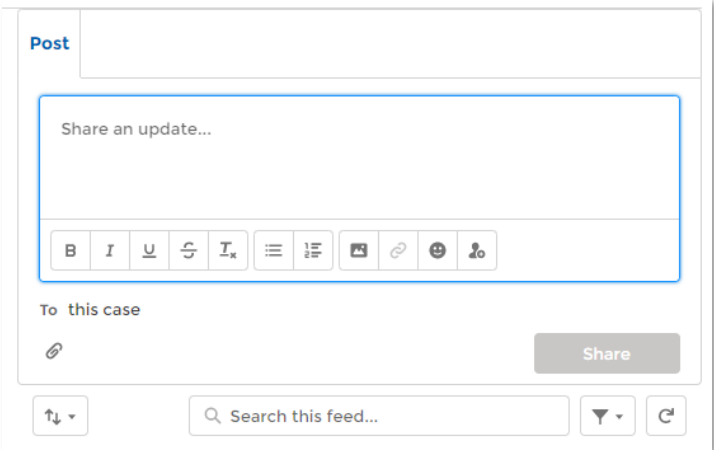 Post
Share an update...
To this case
Share
Search this feed...